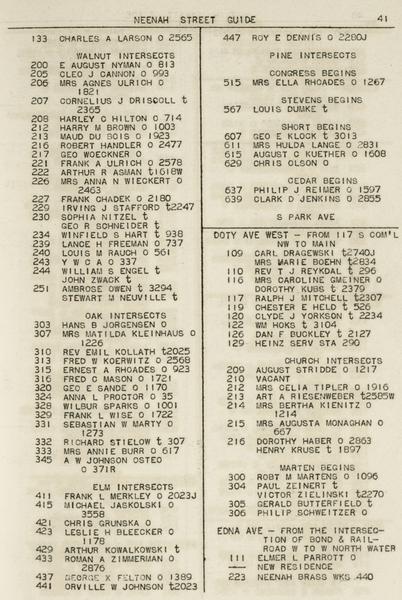 NEENAH STREET GUIDE 41
133 CHARLES A LARSON O 2565
WALNUT INTERSECTS
200 E AUGUST NYMAN O 813
205 CLEO J CANNON O 993
206 MRS AGNES ULRICH O
1821
207 CORNELIUS J DRISCOLL t
2365
208 HARLEY C HILTON O 714
212 HARRY M BROWN O 1003
213 MAUD DU BOIS O 1923
216 ROBERT HANDLER O 2477
217 GEO WOECKNER O
221 FRANK A ULRICH O 2578
222 ARTHUR R ASMAN t1618W
226 MRS ANNA N WIECKERT O
2463
227 FRANK CHADEK O 2180
229 IRVING J STAFFORD t2247
230 SOPHIA NITZEL t
GEO R SCHNEIDER t
234 WINFIELD S HART t 938
239 LANCE H FREEMAN O 737
240 LOUIS M RAUCH O 561
243 Y W C A O 337
244 WILLIAM S ENGEL t
JOHN ZWACK t
251 AMBROSE OWEN t 3294
STEWART M NEUVILLE t
OAK INTERSECTS
303 HANS B JORGENSEN O
307 MRS MATILDA KLEINHAUS O
1226
310 REV EMIL KOLLATH t2025
313 FRED W KOERWITZ O 2568
315 ERNEST A RHOADES O 923
316 FRED C MASON O 1721
320 GEO E SANDE O 1170
324 ANNA L PROCTOR O 35
328 WILBUR SPARKS O 1001
329 FRANK L WISE O 1722
331 SEBASTIAN W MARTY O
1273
332 RICHARD STIELOW t 307
333 MRS ANNIE BURR O 617
345 A W JOHNSON OSTEO
O 371R
ELM INTERSECTS
411 FRANK L MERKLEY O 2023J
415 MICHAEL JASKOLSKI O
3558
421 CHRIS GRUNSKA O
423 LESLIE H BLEECKER O
1178
429 ARTHUR KOWALKOWSKI t
433 ROMAN A ZIMMERMAN O
2876
437 GEORGE X FELTON O 1389
441 ORVILLE W JOHNSON t2023
447 ROY E DENNIS O 2280J
PINE INTERSECTS
CONGRESS BEGINS
515 MRS ELLA RHOADES O 1267
STEVENS BEGINS
567 LOUIS DUMKE t
SHORT BEGINS
607 GEO E KLOCK t 3013
611 MRS HULDA LANGE O 2831
615 AUGUST C KUETHER O 1608
629 CHRIS OLSON O
CEDAR BEGINS
637 PHILIP J REIMER O 1597
639 CLARK D JENKINS O 2855
S PARK AVE
DOTY AVE WEST - FROM 117 S COM'L
NW TO MAIN
109 CARL DRAGEWSKI t2740J
MRS MARIE BOEHN t2834
110 REV T J REYKDAL t 296
116 MRS CAROLINE GMEINER O
DOROTHY KUBS t 2379
117 RALPH J MITCHELL t2307
119 CHESTER E HELD t 526
120 CLYDE J YORKSON t 2234
122 WM HOKS t 3104
126 DAN F BUCKLEY t 2127
129 HEINZ SERV STA 290
CHURCH INTERSECTS
209 AUGUST STRIDDE O 1217
210 VACANT
212 MRS CELIA TIPLER O 1916
213 ART A RIESENWEBER t2585W
214 MRS BERTHA KIENITZ O
1214
215 MRS AUGUSTA MONAGHAN O
667
216 DOROTHY HABER O 2863
HENRY KRUSE t 1897
MARTEN BEGINS
300 ROBT M MARTENS O 1096
304 PAUL ZEINERT t
VICTOR ZIELINSKI t2270
305 GERALD BUTTERFIELD t
306 PHILIP SCHWEITZER O
EDNA AVE - FROM THE INTERSEC-
TION OF BOND & RAIL-
ROAD W TO W NORTH WATER
111 ELMER L PARROTT O
—— NEW RESIDENCE
223 NEENAH BRASS WKS 440